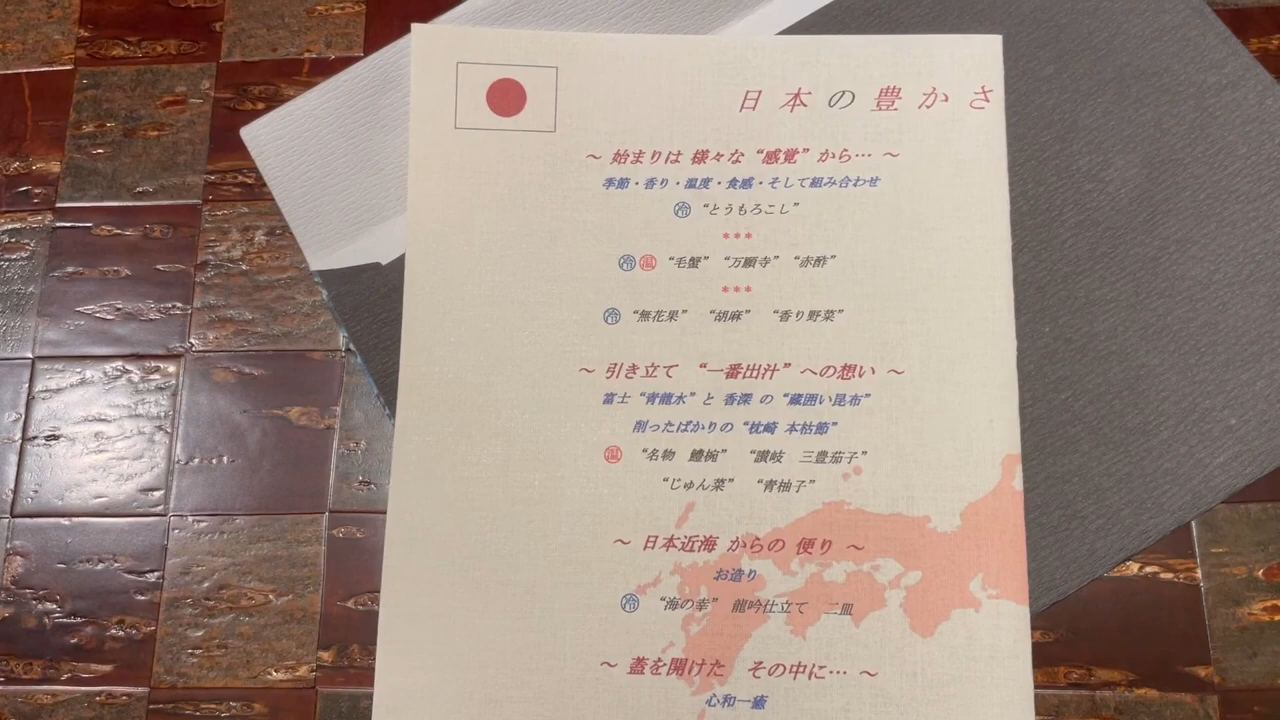 日本の豊かさ
～ 始まりは 様々な “感覚” から… ～
季節・香り・温度・食感・そして組み合わせ
冷 “とうもろこし”
***
冷 温 “毛蟹” “万願寺” “赤酢”
***
冷 “無花果” “胡麻” “香り野菜”
～ 引き立て “一番出汁” への想い ～
富士 “青龍水” と 香深 の “蔵囲い昆布”
削ったばかりの “枕崎 本枯節”
温 “名物 鱧椀” “讃岐 三豊茄子”
“じゅん菜” “青柚子”
～ 日本近海 からの 便り ～
お造り
冷 “海の幸” 龍吟仕立て 二皿
～ 蓋を開けた その中に… ～
心和一癒